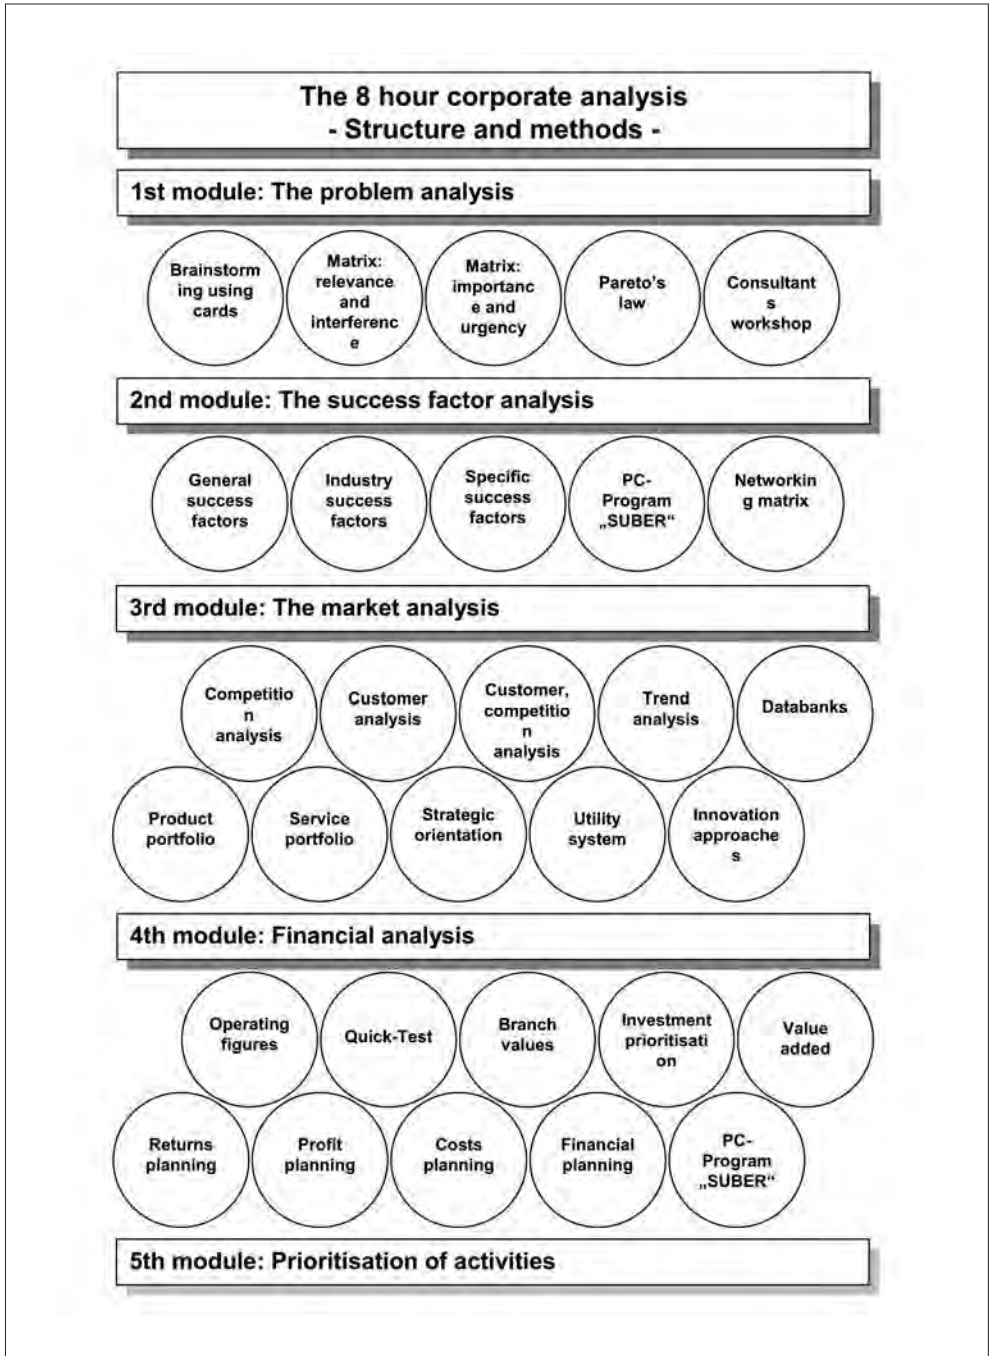 The 8 hour corporate analysis
- Structure and methods -
1st module: The problem analysis
Brainstorm
ing using
cards
Matrix:
relevance
and
interferenc
e
Matrix:
importanc
e and
urgency
Pareto's
law
Consultant
s
workshop
2nd module: The success factor analysis
General
success
factors
Industry
success
factors
Specific
success
factors
PC-
Program
„SUBER“
Networkin
g matrix
3rd module: The market analysis
Competitio
n
analysis
Customer
analysis
Customer,
competitio
n
analysis
Trend
analysis
Databanks
Product
portfolio
Service
portfolio
Strategic
orientation
Utility
system
Innovation
approache
s
4th module: Financial analysis
Operating
figures
Quick-Test
Branch
values
Investment
prioritisati
on
Value
added
Returns
planning
Profit
planning
Costs
planning
Financial
planning
PC-
Program
„SUBER“
5th module: Prioritisation of activities